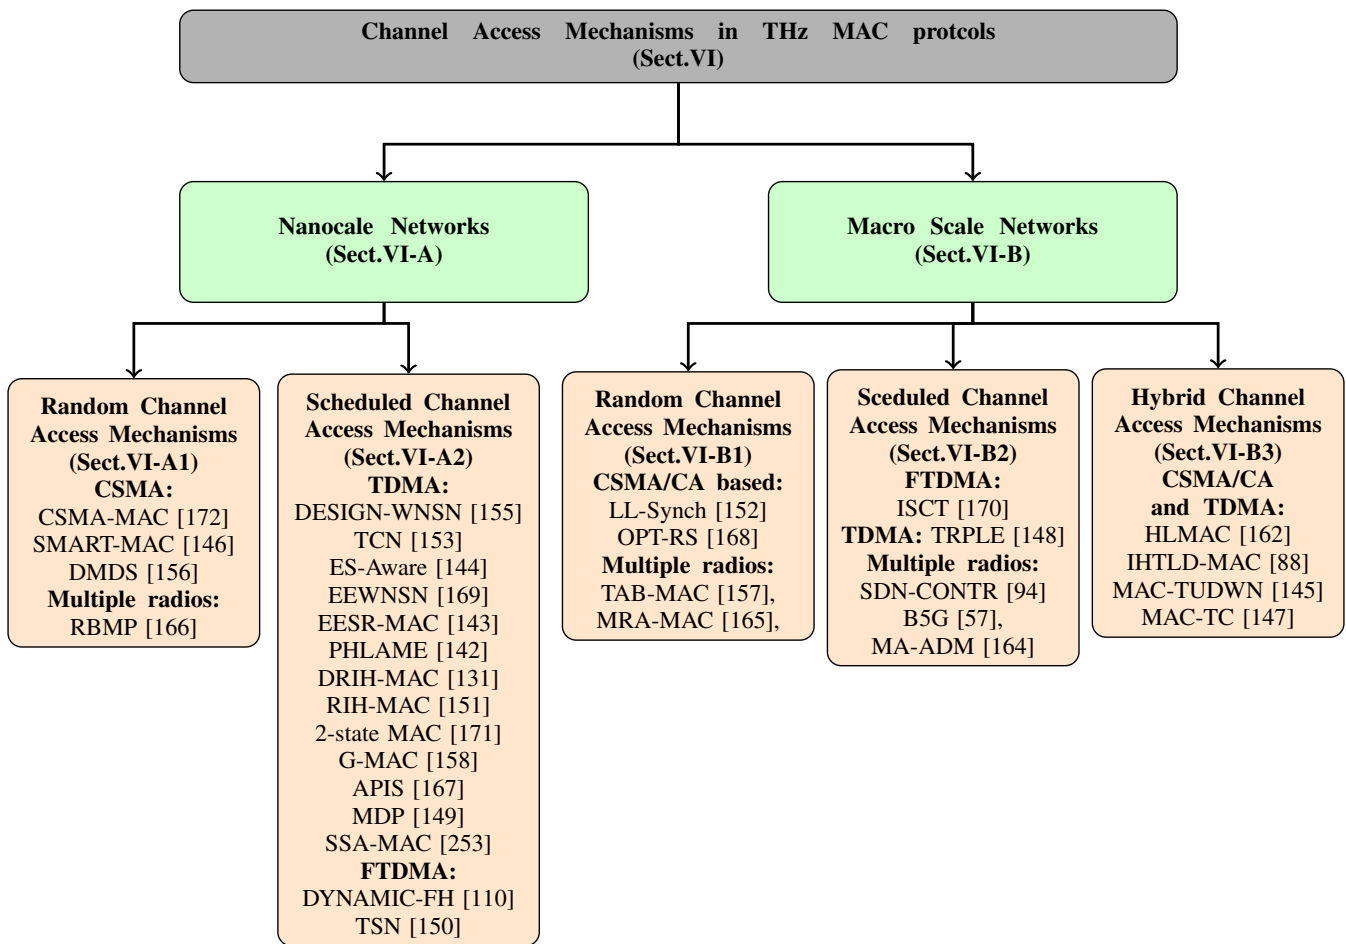 Channel Access Mechanisms in THz MAC protcols
(Sect.VI)
Nanocale Networks
(Sect.VI-A)
Macro Scale Networks
(Sect.VI-B)
Random Channel
Access Mechanisms
(Sect.VI-A1)
CSMA:
CSMA-MAC [172]
SMART-MAC [146]
DMDS [156]
Multiple radios:
RBMP [166]
Scheduled Channel
Access Mechanisms
(Sect.VI-A2)
TDMA:
DESIGN-WNSN [155]
TCN [153]
ES-Aware [144]
EEWNSN [169]
EESR-MAC [143]
PHLAME [142]
DRIH-MAC [131]
RIH-MAC [151]
2-state MAC [171]
G-MAC [158]
APIS [167]
MDP [149]
SSA-MAC [253]
FTDMA:
DYNAMIC-FH [110]
TSN [150]
Random Channel
Access Mechanisms
(Sect.VI-B1)
CSMA/CA based:
LL-Synch [152]
OPT-RS [168]
Multiple radios:
TAB-MAC [157],
MRA-MAC [165],
Sceduled Channel
Access Mechanisms
(Sect.VI-B2)
FTDMA:
ISCT [170]
TDMA: TRPLE [148]
Multiple radios:
SDN-CONTR [94]
B5G [57],
MA-ADM [164]
Hybrid Channel
Access Mechanisms
(Sect.VI-B3)
CSMA/CA
and TDMA:
HLMAC [162]
IHTLD-MAC [88]
MAC-TUDWN [145]
MAC-TC [147]